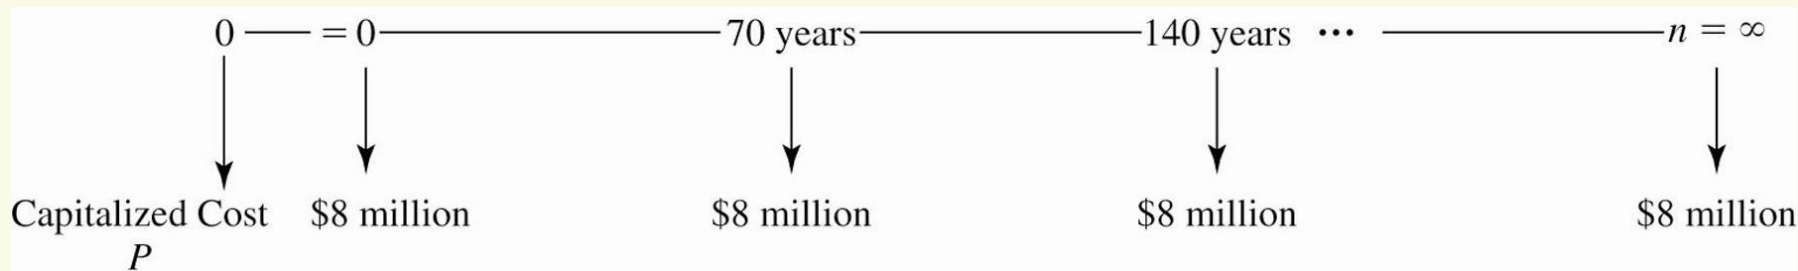 0 = 0 70 years 140 years ... n = ∞
Capitalized Cost $8 million $8 million $8 million $8 million
P